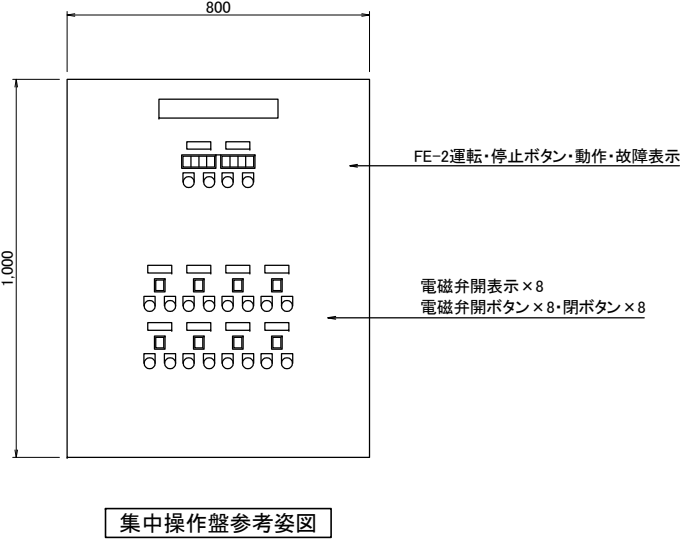 800
FE-2運転・停止ボタン・動作・故障表示
1,000
電磁弁開表示×8
電磁弁開ボタン×8・閉ボタン×8
集中操作盤参考姿図